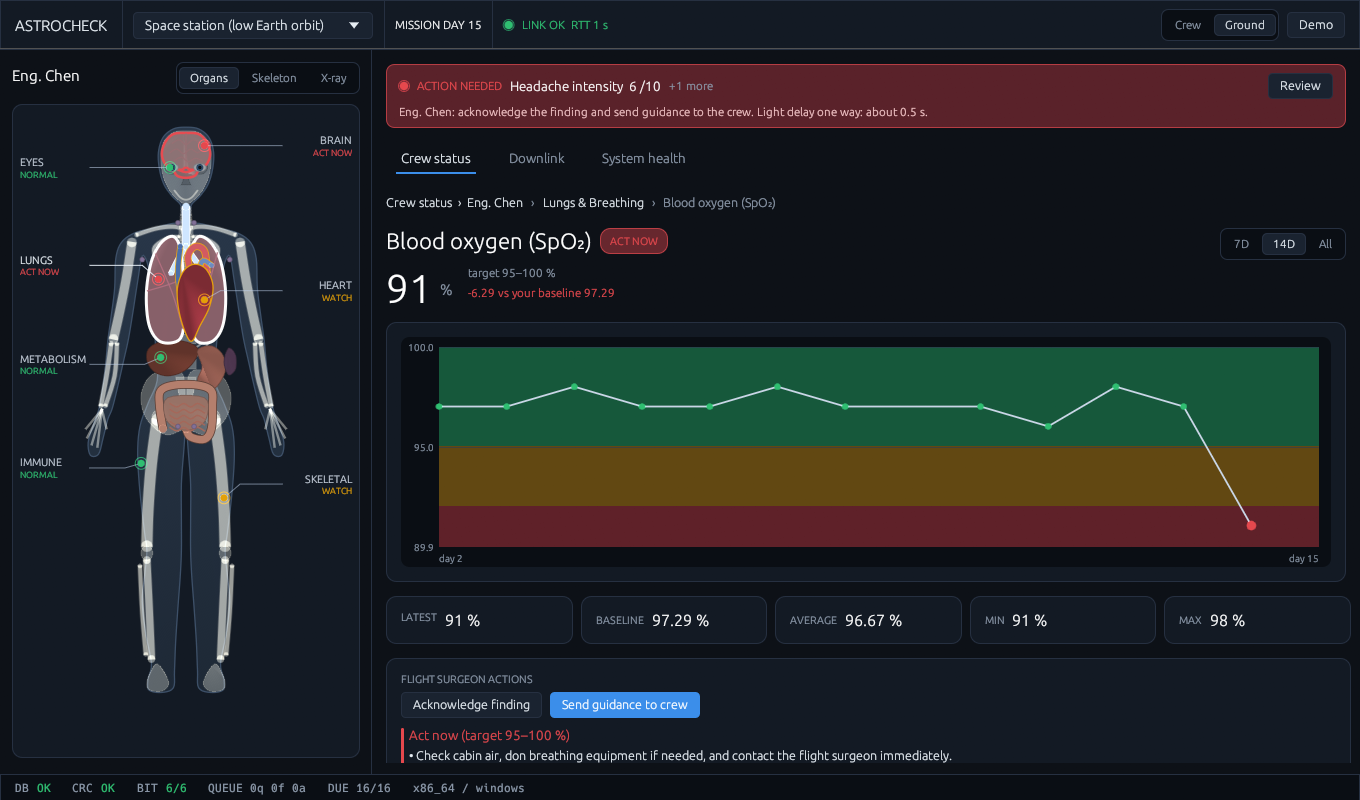 ASTROCHECK
Space station (low Earth orbit)
MISSION DAY 15
LINK OK RTT 1 s
Crew Ground Demo
Eng. Chen
Organs Skeleton X-ray
BRAIN
ACT NOW
EYES
NORMAL
LUNGS
ACT NOW
HEART
WATCH
METABOLISM
NORMAL
IMMUNE
NORMAL
SKELETAL
WATCH
ACTION NEEDED Headache intensity 6 /10 +1 more
Review
Eng. Chen: acknowledge the finding and send guidance to the crew. Light delay one way: about 0.5 s.
Crew status Downlink System health
Crew status › Eng. Chen › Lungs & Breathing › Blood oxygen (SpO₂)
Blood oxygen (SpO₂) ACT NOW
7D 14D All
91 %
target 95–100 %
-6.29 vs your baseline 97.29
100.0
95.0
89.9
day 2 day 15
LATEST 91 %
BASELINE 97.29 %
AVERAGE 96.67 %
MIN 91 %
MAX 98 %
FLIGHT SURGEON ACTIONS
Acknowledge finding Send guidance to crew
Act now (target 95–100 %)
• Check cabin air, don breathing equipment if needed, and contact the flight surgeon immediately.
DB OK CRC OK BIT 6/6 QUEUE 0q 0f 0a DUE 16/16 x86_64 / windows